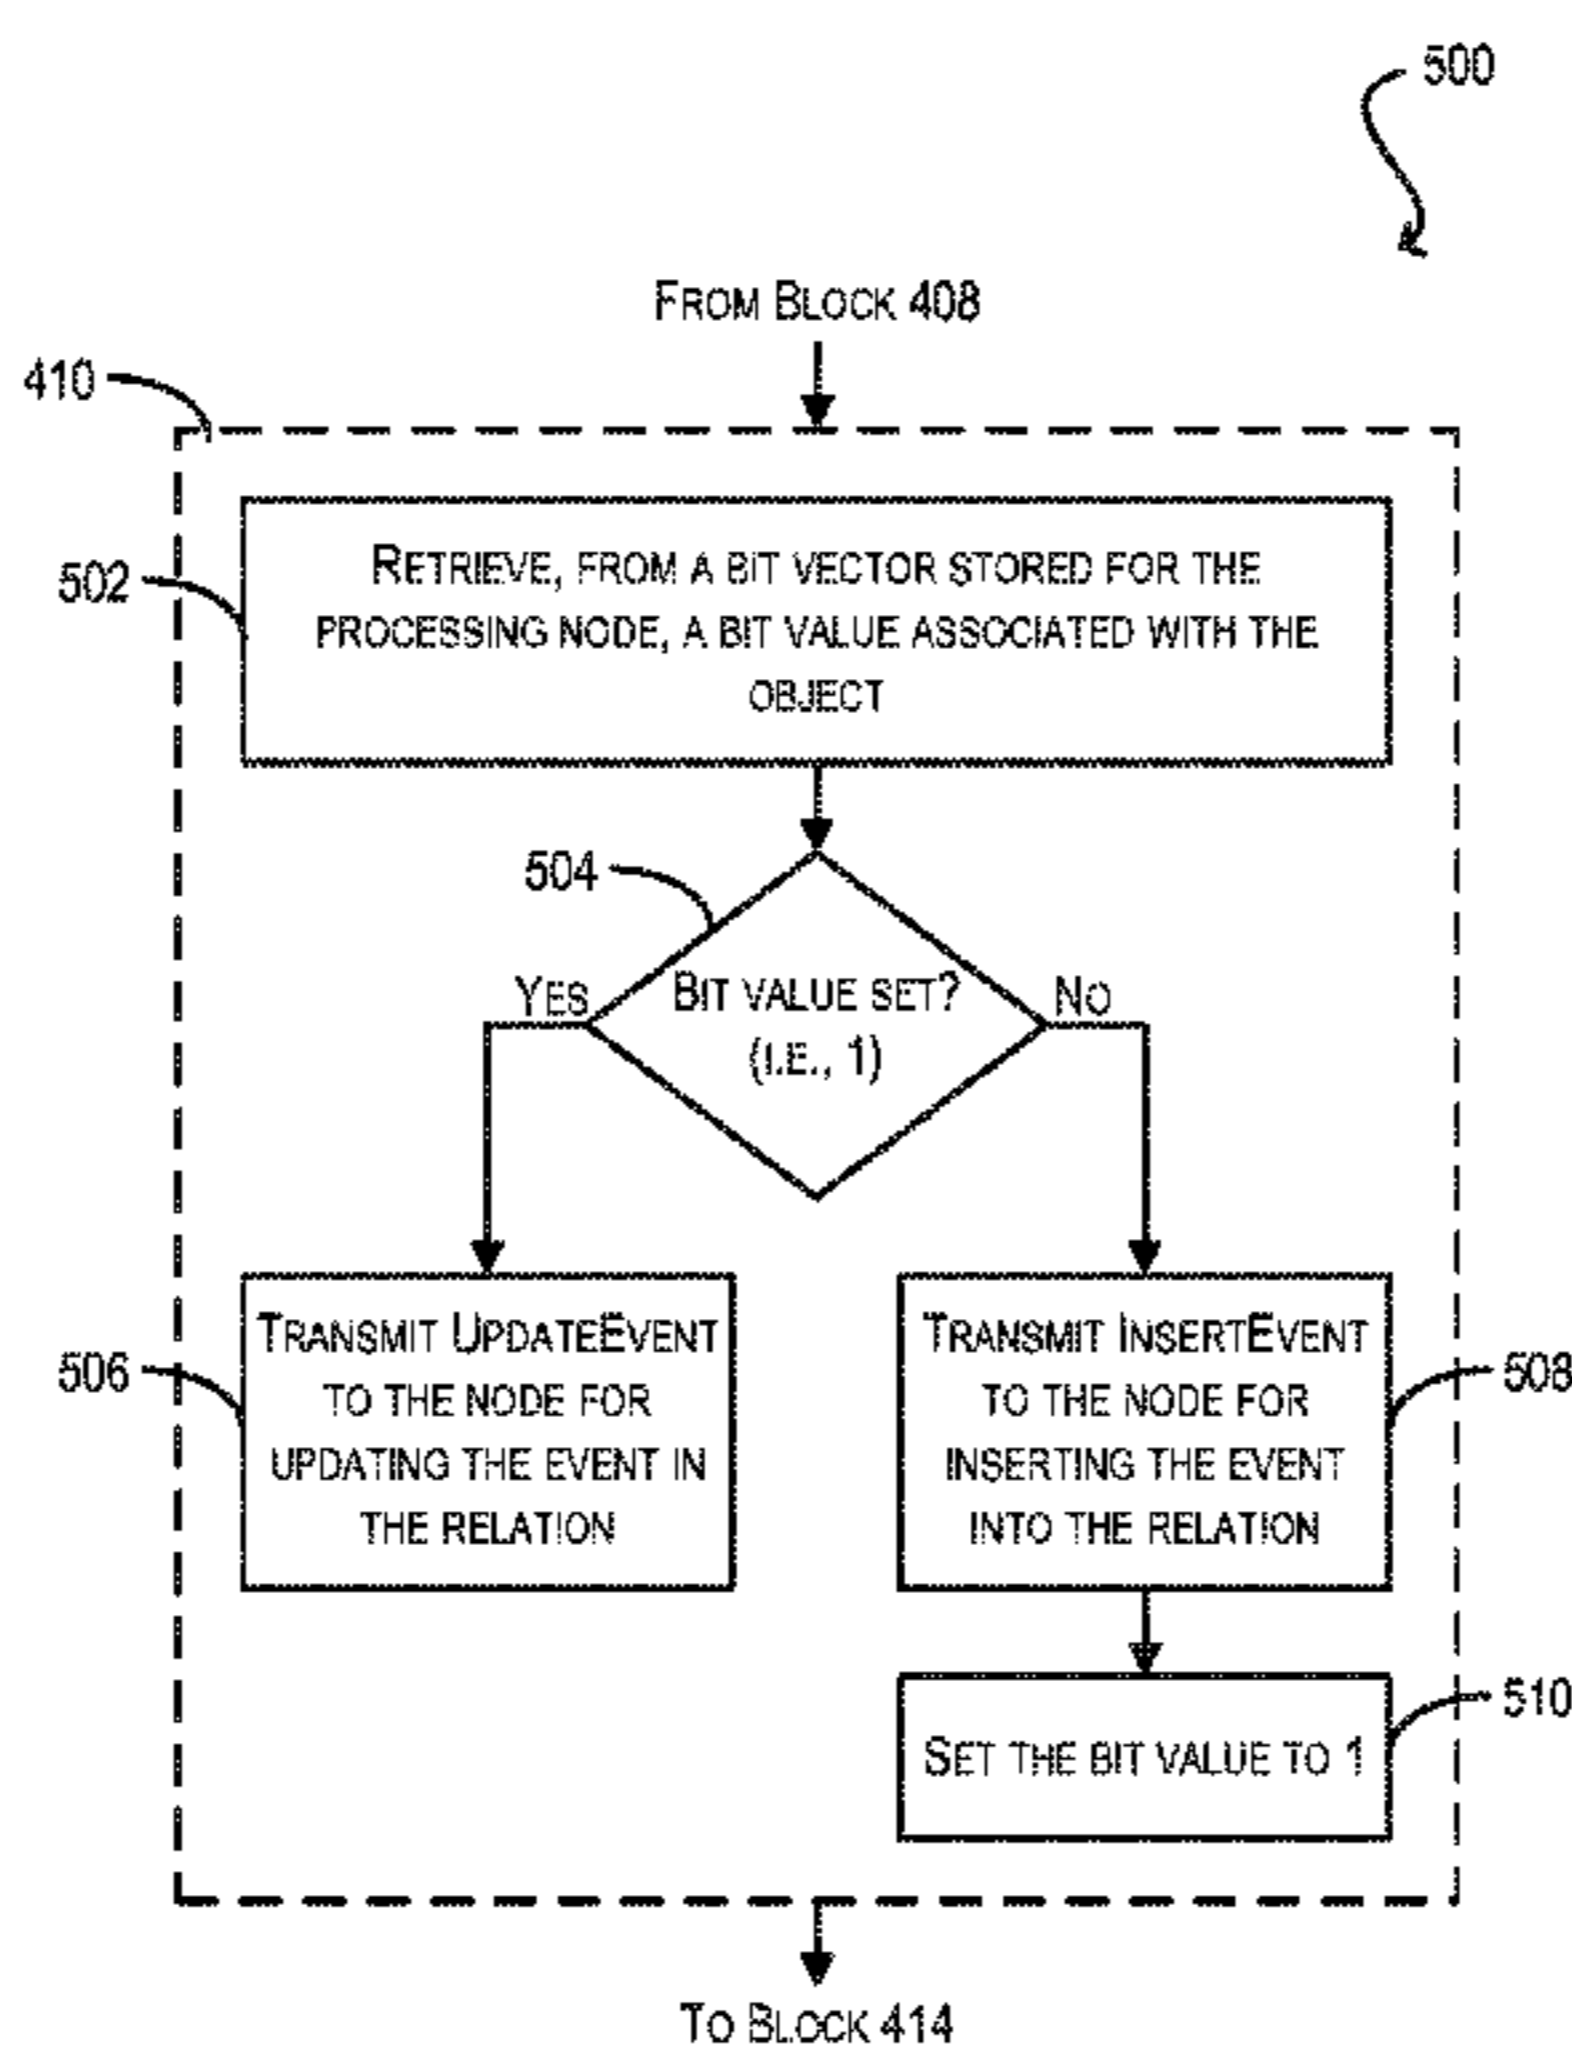 500
FROM BLOCK 408
410
502
RETRIEVE, FROM A BIT VECTOR STORED FOR THE
PROCESSING NODE, A BIT VALUE ASSOCIATED WITH THE
OBJECT
504
YES
BIT VALUE SET?
(I.E., 1)
NO
506
TRANSMIT UPDATEEVENT
TO THE NODE FOR
UPDATING THE EVENT IN
THE RELATION
TRANSMIT INSERTEVENT
TO THE NODE FOR
INSERTING THE EVENT
INTO THE RELATION
508
SET THE BIT VALUE TO 1
510
TO BLOCK 414